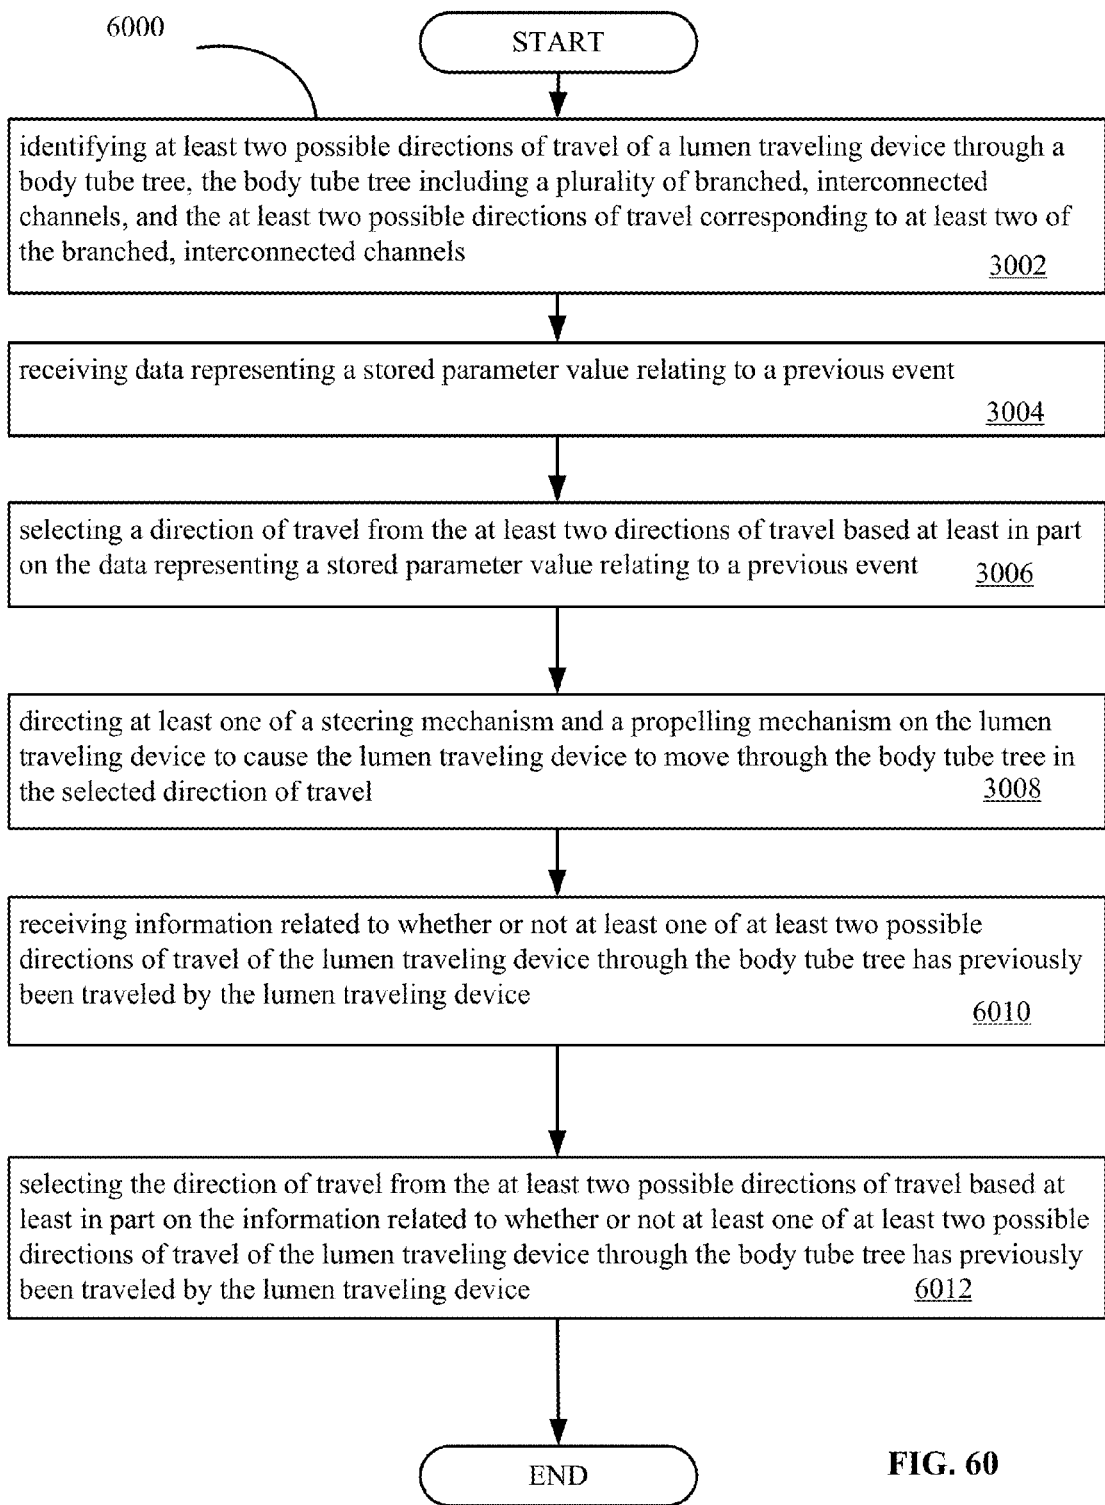 6000
START
identifying at least two possible directions of travel of a lumen traveling device through a
body tube tree, the body tube tree including a plurality of branched, interconnected
channels, and the at least two possible directions of travel corresponding to at least two of
the branched, interconnected channels
3002
receiving data representing a stored parameter value relating to a previous event
3004
selecting a direction of travel from the at least two directions of travel based at least in part
on the data representing a stored parameter value relating to a previous event
3006
directing at least one of a steering mechanism and a propelling mechanism on the lumen
traveling device to cause the lumen traveling device to move through the body tube tree in
the selected direction of travel
3008
receiving information related to whether or not at least one of at least two possible
directions of travel of the lumen traveling device through the body tube tree has previously
been traveled by the lumen traveling device
6010
selecting the direction of travel from the at least two possible directions of travel based at
least in part on the information related to whether or not at least one of at least two possible
directions of travel of the lumen traveling device through the body tube tree has previously
been traveled by the lumen traveling device
6012
END
FIG. 60